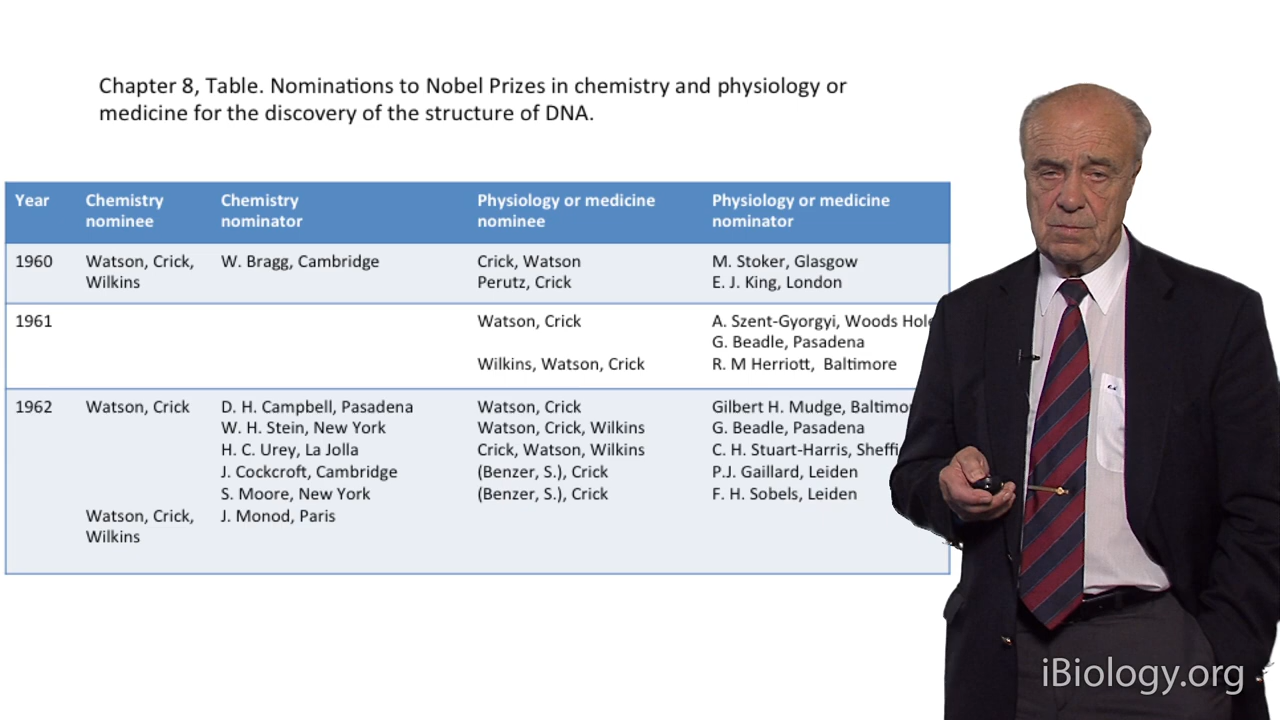 Chapter 8, Table. Nominations to Nobel Prizes in chemistry and physiology or
medicine for the discovery of the structure of DNA.
Year Chemistry nominee Chemistry nominator Physiology or medicine nominee Physiology or medicine nominator
1960 Watson, Crick, W. Bragg, Cambridge Crick, Watson M. Stoker, Glasgow
Wilkins Perutz, Crick E. J. King, London
1961 Watson, Crick A. Szent-Gyorgyi, Woods
G. Beadle, Pasadena
Wilkins, Watson, Crick R. M Herriott, Baltimore
1962 Watson, Crick D. H. Campbell, Pasadena Watson, Crick Gilbert H. Mudge,
W. H. Stein, New York Watson, Crick, Wilkins G. Beadle, Pasadena
H. C. Urey, La Jolla Crick, Watson, Wilkins C. H. Stuart-Harris,
J. Cockcroft, Cambridge (Benzer, S.), Crick P.J. Gaillard, Leiden
S. Moore, New York (Benzer, S.), Crick F. H. Sobels, Leiden
Watson, Crick, J. Monod, Paris
Wilkins
iBiology.org